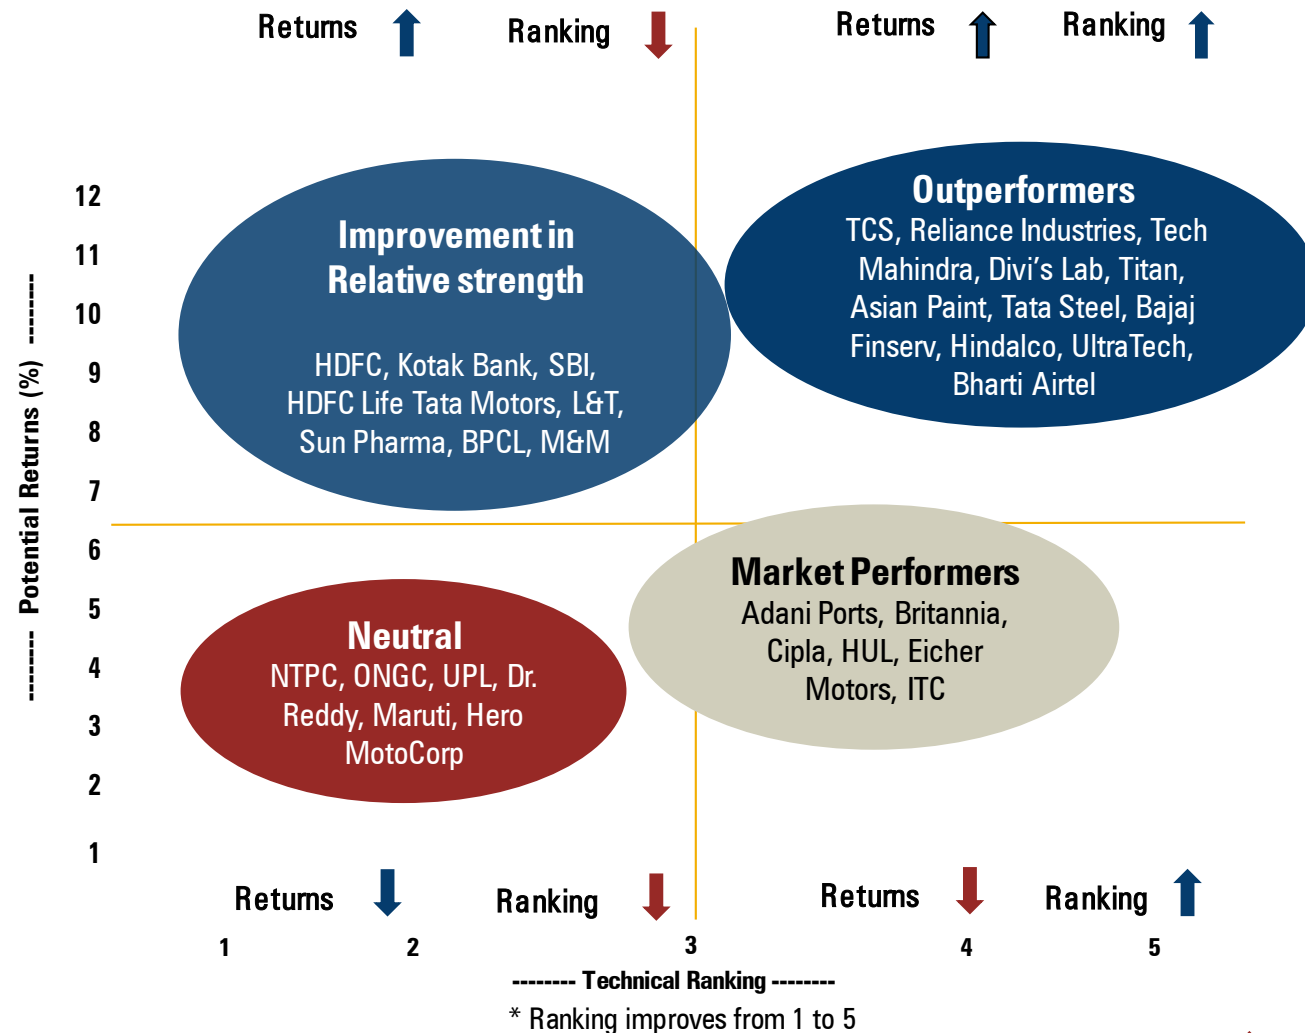 Returns Ranking Returns Ranking
Improvement in
Relative strength
HDFC, Kotak Bank, SBI,
HDFC Life Tata Motors, L&T,
Sun Pharma, BPCL, M&M
Outperformers
TCS, Reliance Industries, Tech
Mahindra, Divi's Lab, Titan,
Asian Paint, Tata Steel, Bajaj
Finserv, Hindalco, UltraTech,
Bharti Airtel
12
11
10
9
8
7
6
5
4
3
2
1
-------- Potential Returns (%) --------
Neutral
NTPC, ONGC, UPL, Dr.
Reddy, Maruti, Hero
MotoCorp
Market Performers
Adani Ports, Britannia,
Cipla, HUL, Eicher
Motors, ITC
Returns Ranking Returns Ranking
1 2 3 4 5
-------- Technical Ranking --------
* Ranking improves from 1 to 5